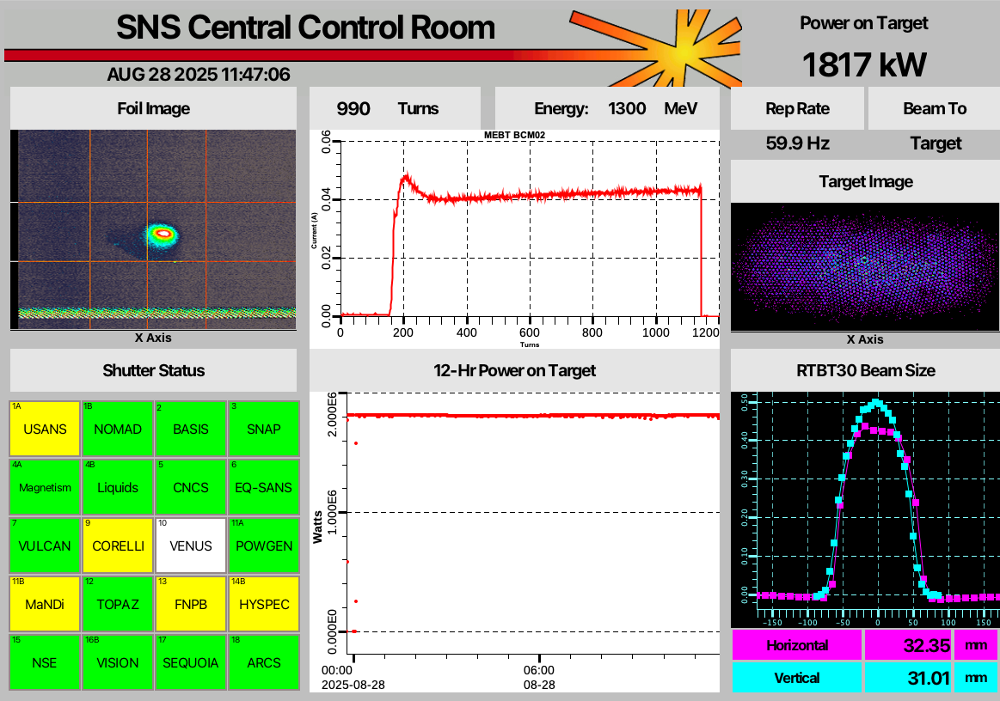 SNS Central Control Room
AUG 28 2025 11:47:06
Power on Target
1817 kW
Foil Image
990 Turns
Energy: 1300 MeV
Rep Rate
Beam To
59.9 Hz
Target
Target Image
X Axis
MEBT BCM02
Current (A)
0.06
0.04
0.02
0.00
0 200 400 600 800 1000 1200
Turns
X Axis
Shutter Status
1A USANS
1B NOMAD
2 BASIS
3 SNAP
4A Magnetism
4B Liquids
5 CNCS
6 EQ-SANS
7 VULCAN
9 CORELLI
10 VENUS
11A POWGEN
11B MaNDi
12 TOPAZ
13 FNPB
14B HYSPEC
15 NSE
16B VISION
17 SEQUOIA
18 ARCS
12-Hr Power on Target
Watts
2.000E6
1.000E6
0.000E0
00:00 06:00
2025-08-28 08-28
RTBT30 Beam Size
0.50
0.40
0.30
0.20
0.10
0.00
-150 -100 -50 0 50 100 150
Horizontal 32.35 mm
Vertical 31.01 mm